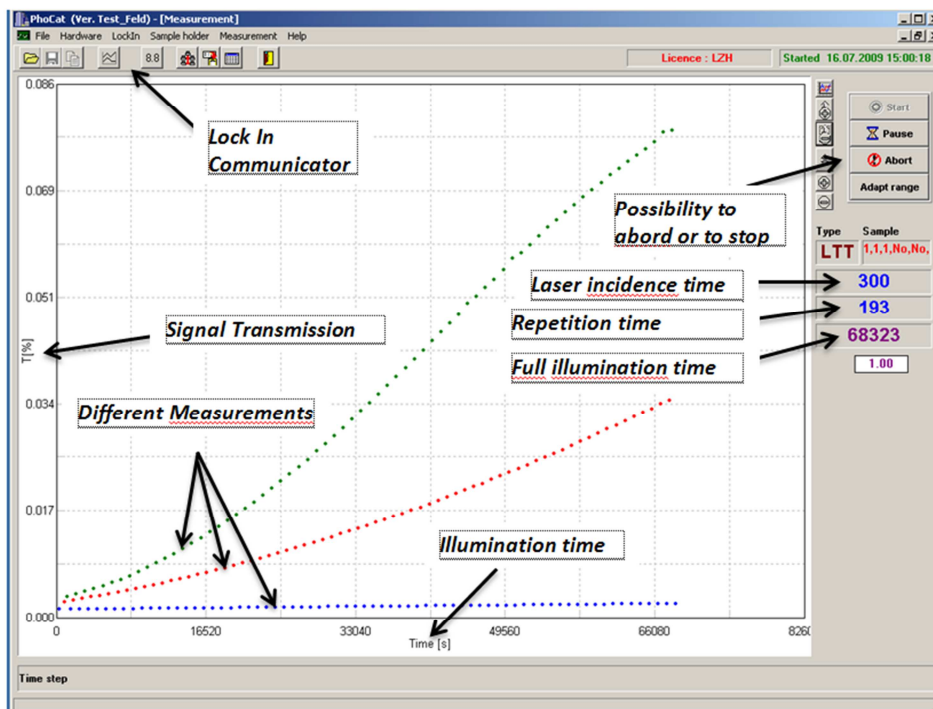 PhoCat (Ver. Test_Feld) - [Measurement]
File Hardware LockIn Sample holder Measurement Help
8.8
Licence : LZH
Started 16.07.2009 15:00:18
0.086
0.069
0.051
0.034
0.017
0.000
T[%]
0
16520
33040
49560
66080
8260
Time [s]
Lock In
Communicator
Signal Transmission
Different Measurements
Illumination time
Possibility to
abord or to stop
Laser incidence time
Repetition time
Full illumination time
Start
Pause
Abort
Adapt range
Type Sample
LTT 1,1,1,No,No,
300
193
68323
1.00
Time step